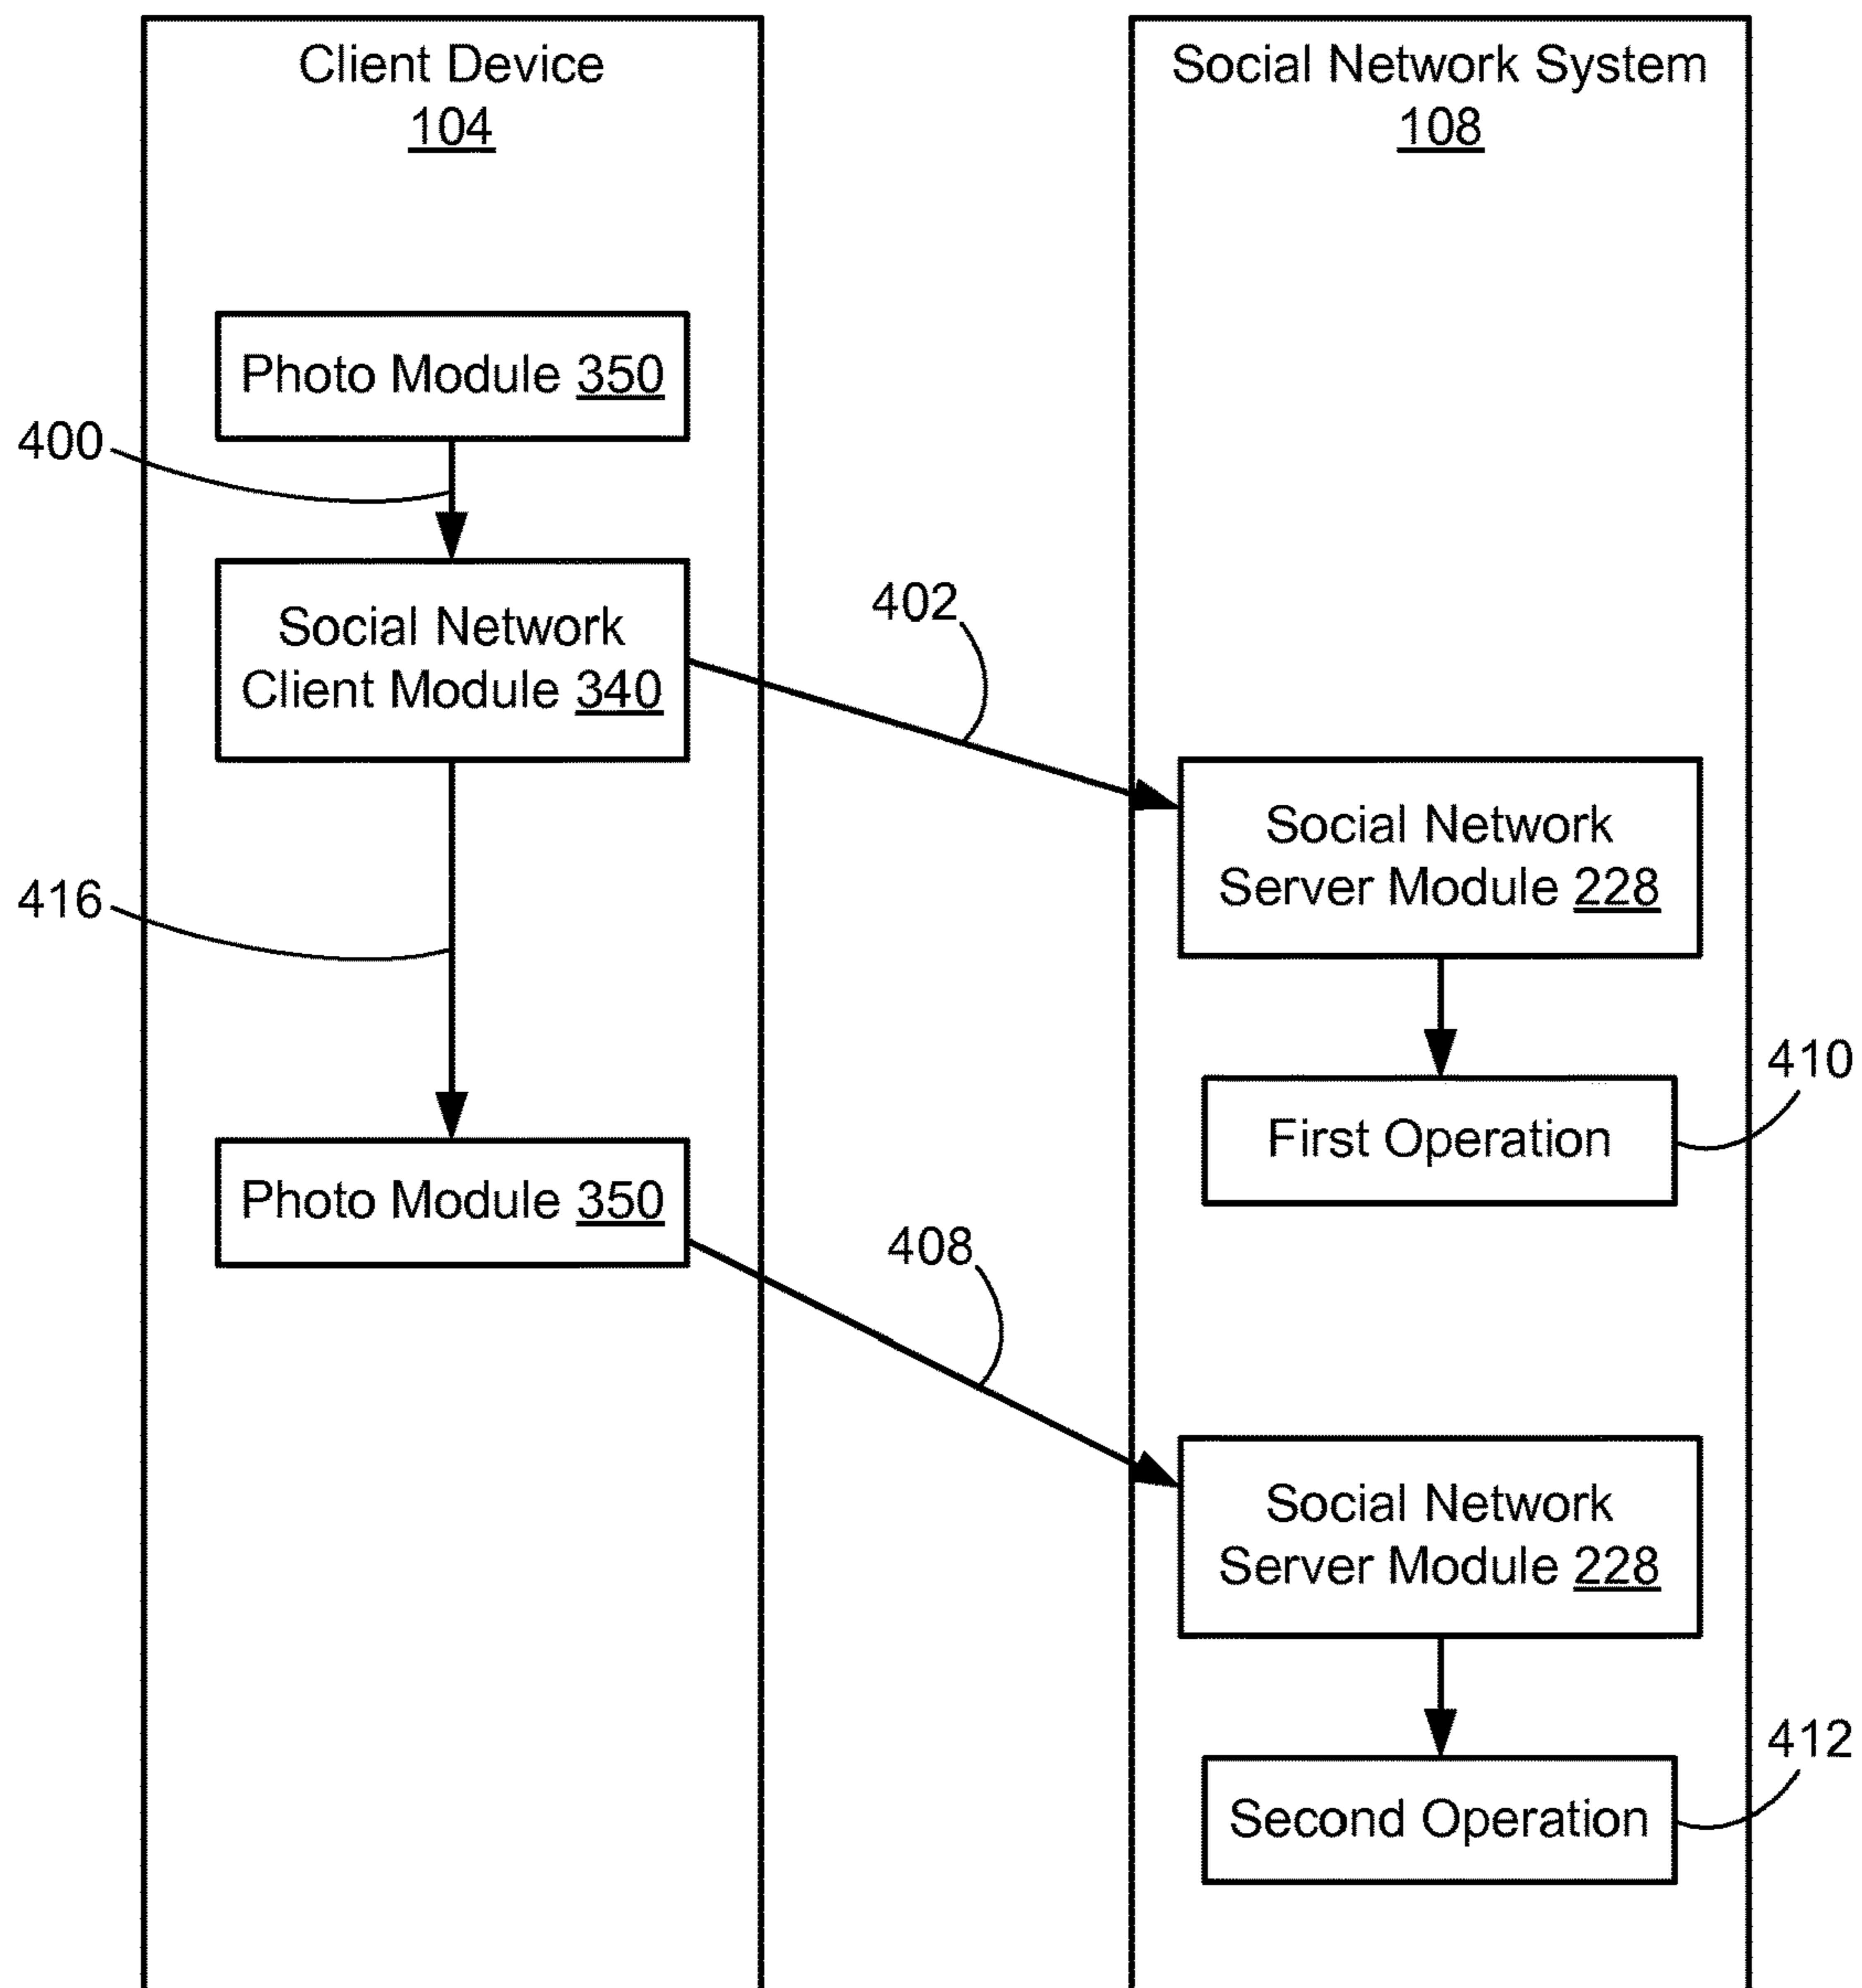 Client Device
104
Social Network System
108
Photo Module 350
400
Social Network
Client Module 340
402
Social Network
Server Module 228
416
410
First Operation
Photo Module 350
408
Social Network
Server Module 228
412
Second Operation